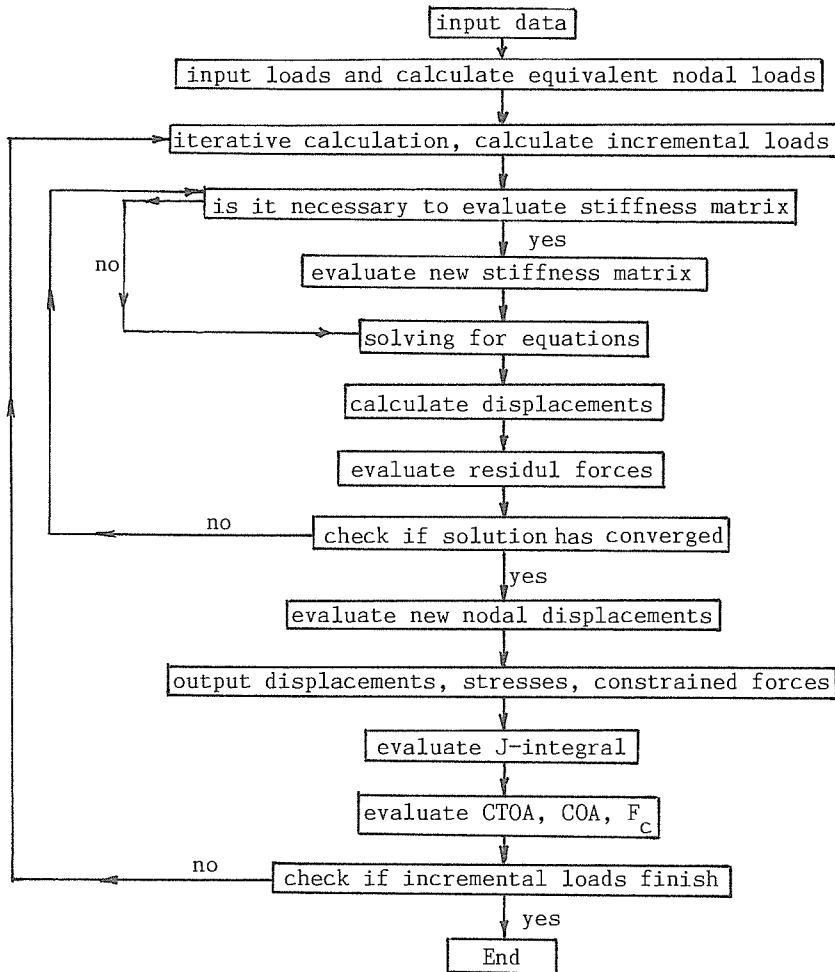 input data
input loads and calculate equivalent nodal loads
iterative calculation, calculate incremental loads
is it necessary to evaluate stiffness matrix
yes
no
evaluate new stiffness matrix
solving for equations
calculate displacements
evaluate residul forces
no
check if solution has converged
yes
evaluate new nodal displacements
output displacements, stresses, constrained forces
evaluate J-integral
evaluate CTOA, COA, Fc
no
check if incremental loads finish
yes
End